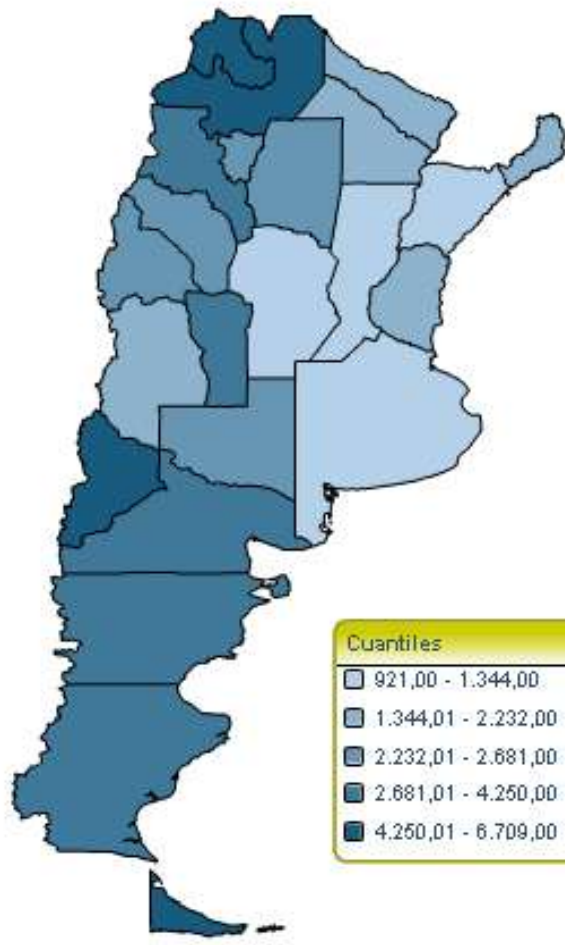 Cuantiles
921,00 - 1.344,00
1.344,01 - 2.232,00
2.232,01 - 2.681,00
2.681,01 - 4.250,00
4.250,01 - 6.709,00